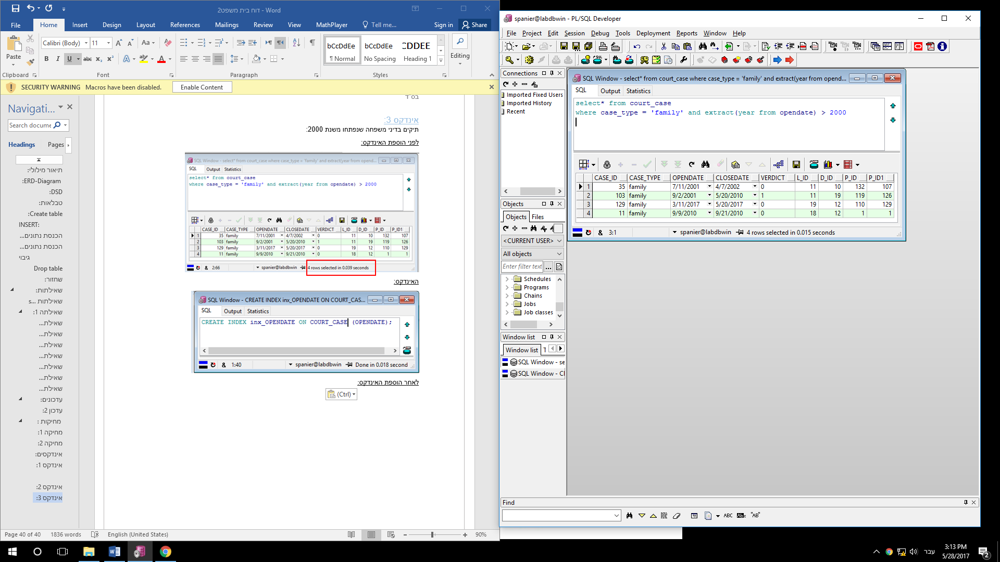 דוח בית משפט2 - Word
File Home Insert Design Layout References Mailings Review View MathPlayer Tell me... Sign in Share
Paste
Calibri (Body) 11
bCcDdEe bCcDdEe CDDEE
¶ Normal No Spacing Heading 1
Editing
Clipboard Font Paragraph Styles
SECURITY WARNING Macros have been disabled. Enable Content
Navigati...
Search docume
Headings Pages
תיאור מילולי:
ERD-Diagram:
DSD:
טבלאות:
Create table:
INSERT:
הכנסת נתונים...
הכנסת נתונים...
גיבוי
Drop table
שחזור:
שאילתות:
שאילתות s...
שאילתה 1:
שאילת...
שאילת...
שאילת...
שאילת...
שאילת...
שאילת...
שאילת...
עדכונים:
עדכון 2:
מחיקות :
מחיקה 1:
מחיקה 2:
אינדקסים:
אינדקס 1:
אינדקס 2:
אינדקס 3:
בס"ד
אינדקס 3:
תיקים בדיני משפחה שנפתחו משנת 2000:
לפני הוספת האינדקס:
SQL Window - select* from court_case where case_type = 'family' and extract(year from opend...
SQL Output Statistics
select* from court_case
where case_type = 'family' and extract(year from opendate) > 2000
CASE_ID CASE_TYPE OPENDATE CLOSEDATE VERDICT L_ID D_ID P_ID P_ID1
1 35 family 7/11/2001 4/7/2002 0 11 10 132 107
2 103 family 9/2/2001 5/20/2010 1 11 19 119 126
3 129 family 3/11/2017 5/20/2017 0 19 12 110 129
4 11 family 9/9/2010 9/21/2010 0 18 12 1 1
& 2:66 spanier@labdbwin 4 rows selected in 0.039 seconds
האינדקס:
SQL Window - CREATE INDEX inx_OPENDATE ON COURT_CAS...
SQL Output Statistics
CREATE INDEX inx_OPENDATE ON COURT_CASE (OPENDATE);
& 1:40 spanier@labdbwin Done in 0.018 second
לאחר הוספת האינדקס:
(Ctrl)
Page 40 of 40 1836 words English (United States) 90%
spanier@labdbwin - PL/SQL Developer
File Project Edit Session Debug Tools Deployment Reports Window Help
Connections
Imported Fixed Users
Imported History
Recent
Objects
Objects Files
<CURRENT USER>
All objects
Enter filter text ...
Schedules
Programs
Chains
Jobs
Job classes
Window list
Window list T
SQL Window - se
SQL Window - Cl
SQL Window - select* from court_case where case_type = 'family' and extract(year from opend...
SQL Output Statistics
select* from court_case
where case_type = 'family' and extract(year from opendate) > 2000
CASE_ID CASE_TYPE OPENDATE CLOSEDATE VERDICT L_ID D_ID P_ID P_ID1
1 35 family 7/11/2001 4/7/2002 0 11 10 132 107
2 103 family 9/2/2001 5/20/2010 1 11 19 119 126
3 129 family 3/11/2017 5/20/2017 0 19 12 110 129
4 11 family 9/9/2010 9/21/2010 0 18 12 1 1
& 3:1 spanier@labdbwin 4 rows selected in 0.015 seconds
Find
ABC "AB"
עבר
3:13 PM
5/28/2017
2